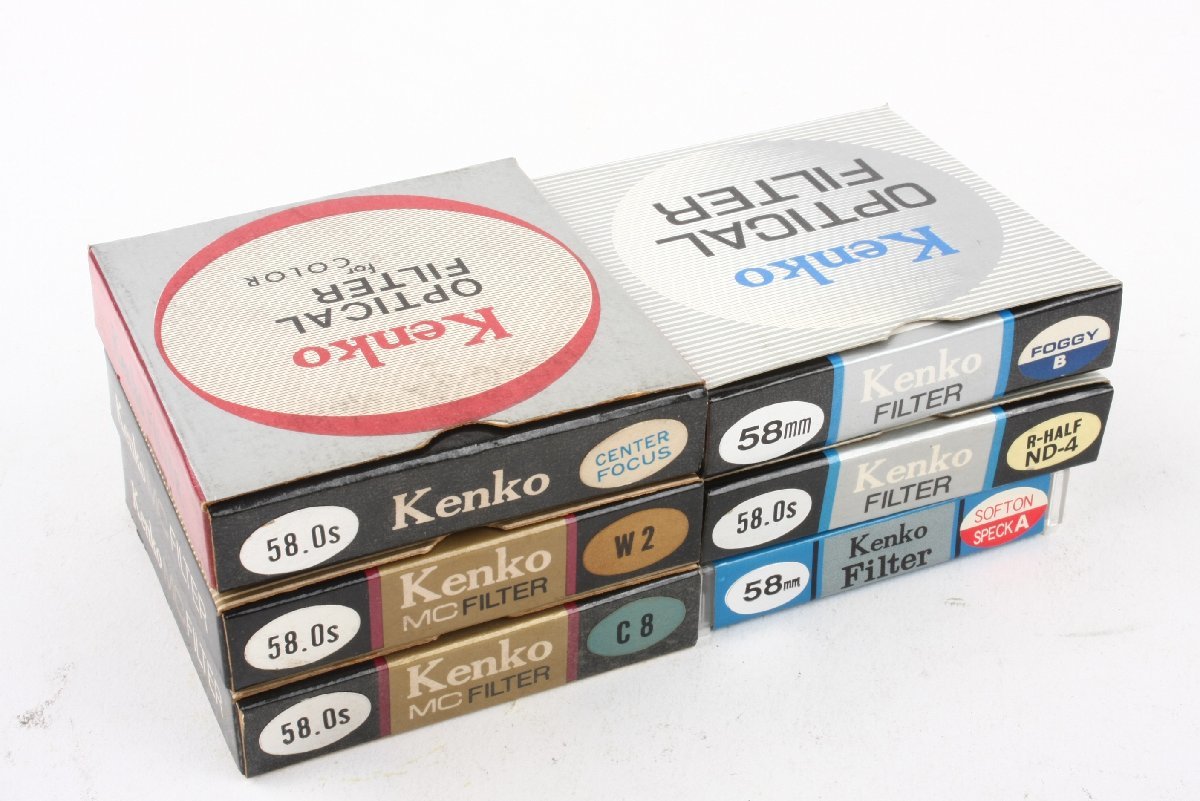 Kenko
OPTICAL
FILTER
for COLOR
58.0s
Kenko
CENTER
FOCUS
58.0s
Kenko
MC FILTER
W2
58.0s
Kenko
MC FILTER
C8
Kenko
OPTICAL
FILTER
58mm
Kenko
FILTER
FOGGY
B
58.0s
Kenko
FILTER
R-HALF
ND-4
58mm
Kenko
Filter
SOFTON
SPECK A